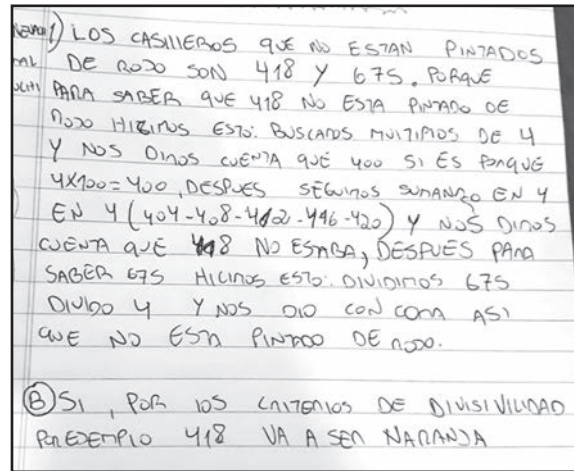 1) LOS CASILLEROS QUE NO ESTAN PINTADOS
DE ROJO SON 418 Y 675. PORQUE
PARA SABER QUE 418 NO ESTA PINTADO DE
ROJO HICIMOS ESTO: BUSCAMOS MULTIPLOS DE 4
Y NOS DIMOS CUENTA QUE 400 SI ES PORQUE
4X100=400, DESPUES SEGUIMOS SUMANDO EN 4
EN 4 (404-408-412-416-420) Y NOS DIMOS
CUENTA QUE 418 NO ESTABA, DESPUES PARA
SABER 675 HICIMOS ESTO: DIVIDIMOS 675
DIVIDO 4 Y NOS DIO CON COMA ASI
QUE NO ESTA PINTADO DE ROJO.
B) SI, POR LOS CRITERIOS DE DIVISIVILIDAD
POR EJEMPLO 418 VA A SER NARANJA